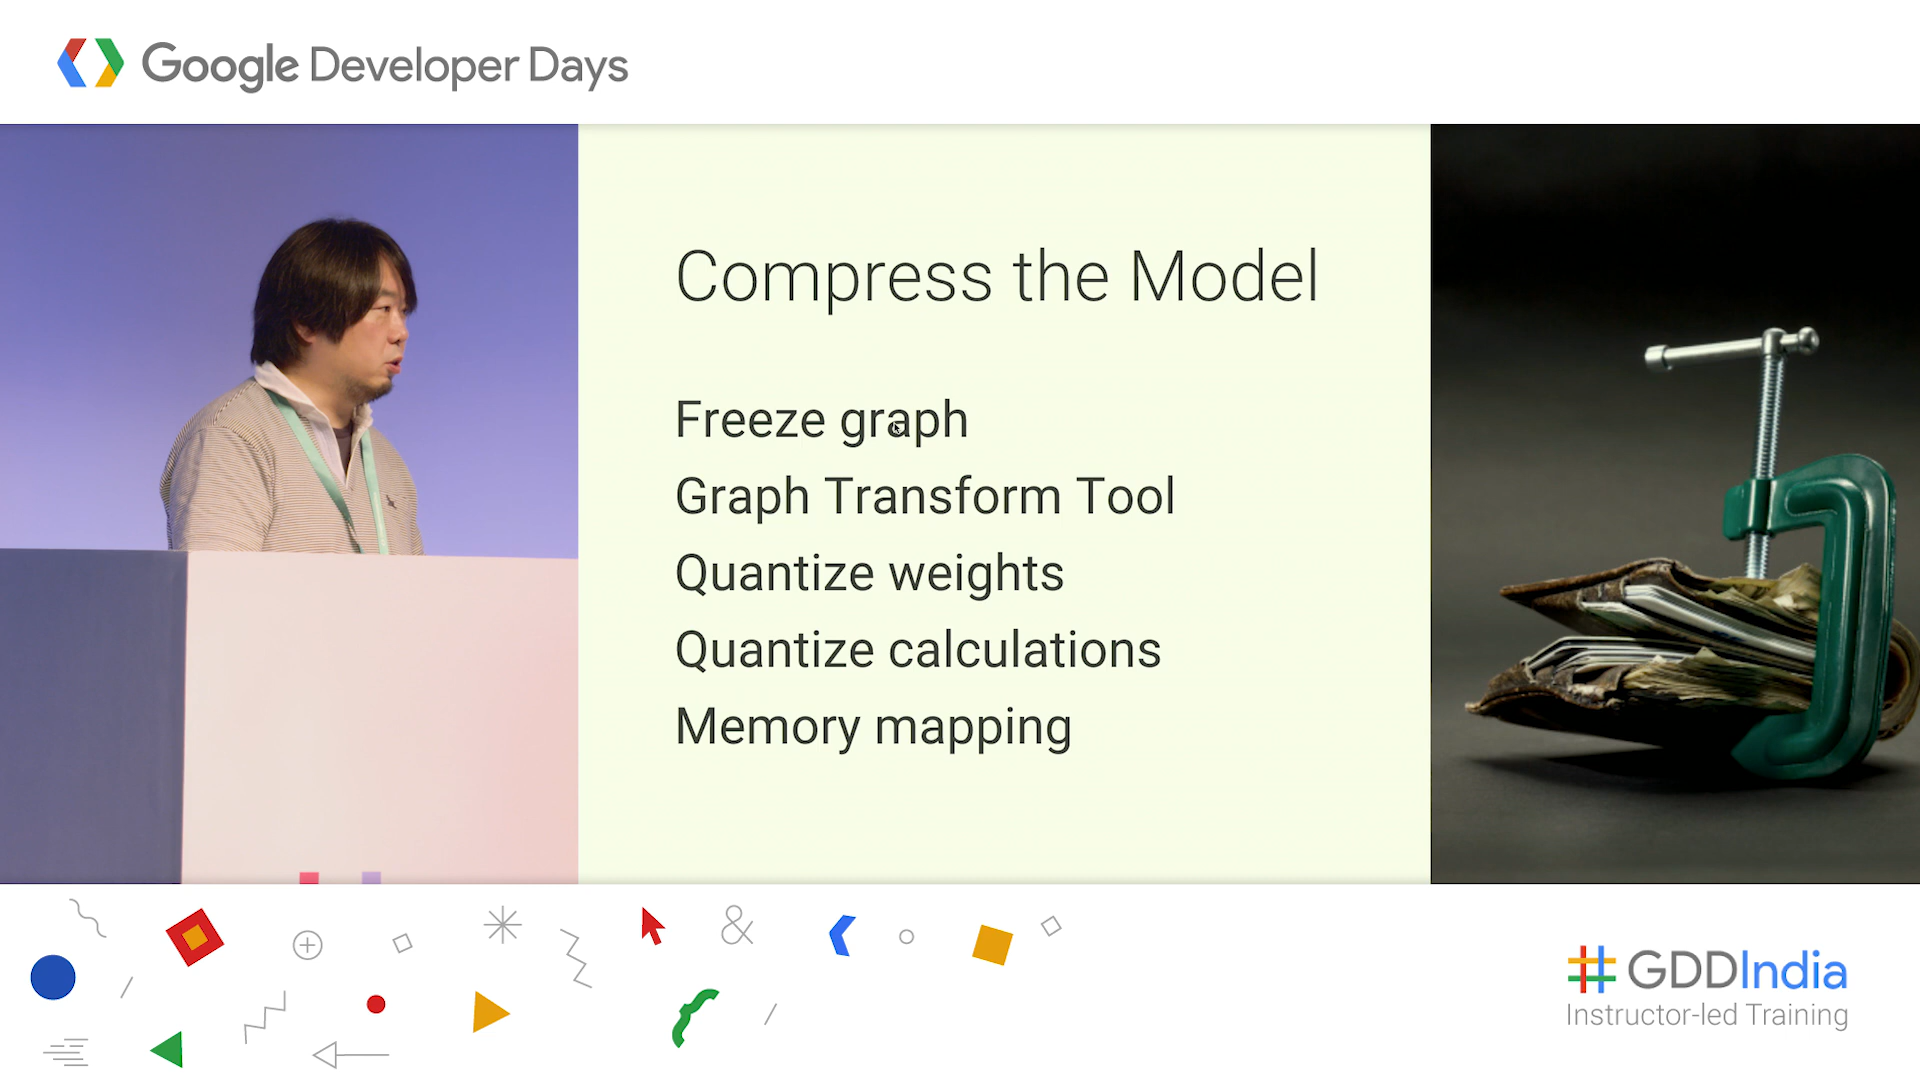 Google Developer Days
Compress the Model
Freeze graph
Graph Transform Tool
Quantize weights
Quantize calculations
Memory mapping
&
#GDDIndia
Instructor-led Training